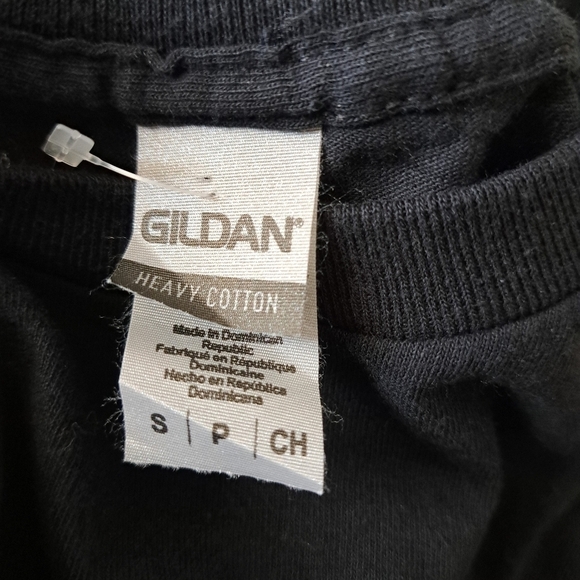 GILDAN®
HEAVY COTTON
Made in Dominican
Republic
Fabriqué en République
Dominicaine
Hecho en República
Dominicana
S | P | CH